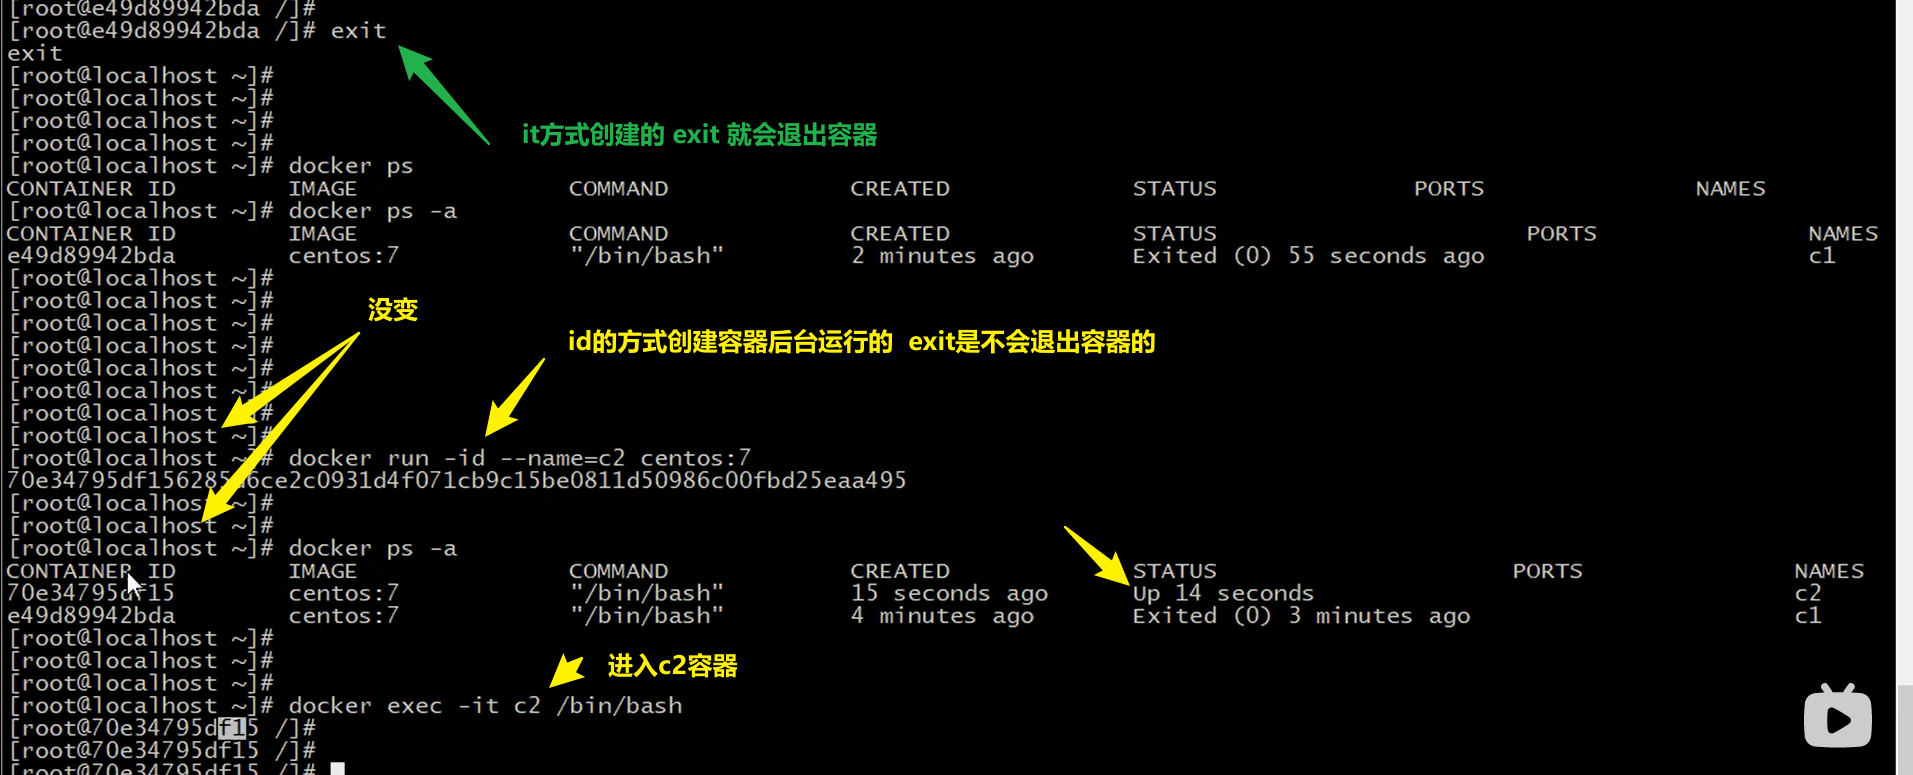 [root@e49d89942bda /]#
[root@e49d89942bda /]# exit
exit
[root@localhost ~]#
[root@localhost ~]#
[root@localhost ~]#
it方式创建的 exit 就会退出容器
[root@localhost ~]#
[root@localhost ~]# docker ps
CONTAINER ID IMAGE COMMAND CREATED STATUS PORTS NAMES
[root@localhost ~]# docker ps -a
CONTAINER ID IMAGE COMMAND CREATED STATUS PORTS NAMES
e49d89942bda centos:7 "/bin/bash" 2 minutes ago Exited (0) 55 seconds ago c1
[root@localhost ~]#
[root@localhost ~]#
没变
[root@localhost ~]#
id的方式创建容器后台运行的 exit是不会退出容器的
[root@localhost ~]#
[root@localhost ~]#
[root@localhost ~]#
[root@localhost ~]#
[root@localhost ~]#
[root@localhost ~]# docker run -id --name=c2 centos:7
70e34795df156285d6ce2c0931d4f071cb9c15be0811d50986c00fbd25eaa495
[root@localhost ~]#
[root@localhost ~]#
[root@localhost ~]# docker ps -a
CONTAINER ID IMAGE COMMAND CREATED STATUS PORTS NAMES
70e34795df15 centos:7 "/bin/bash" 15 seconds ago Up 14 seconds c2
e49d89942bda centos:7 "/bin/bash" 4 minutes ago Exited (0) 3 minutes ago c1
[root@localhost ~]#
[root@localhost ~]#
进入c2容器
[root@localhost ~]#
[root@localhost ~]# docker exec -it c2 /bin/bash
[root@70e34795df15 /]#
[root@70e34795df15 /]#
[root@70e34795df15 /]#